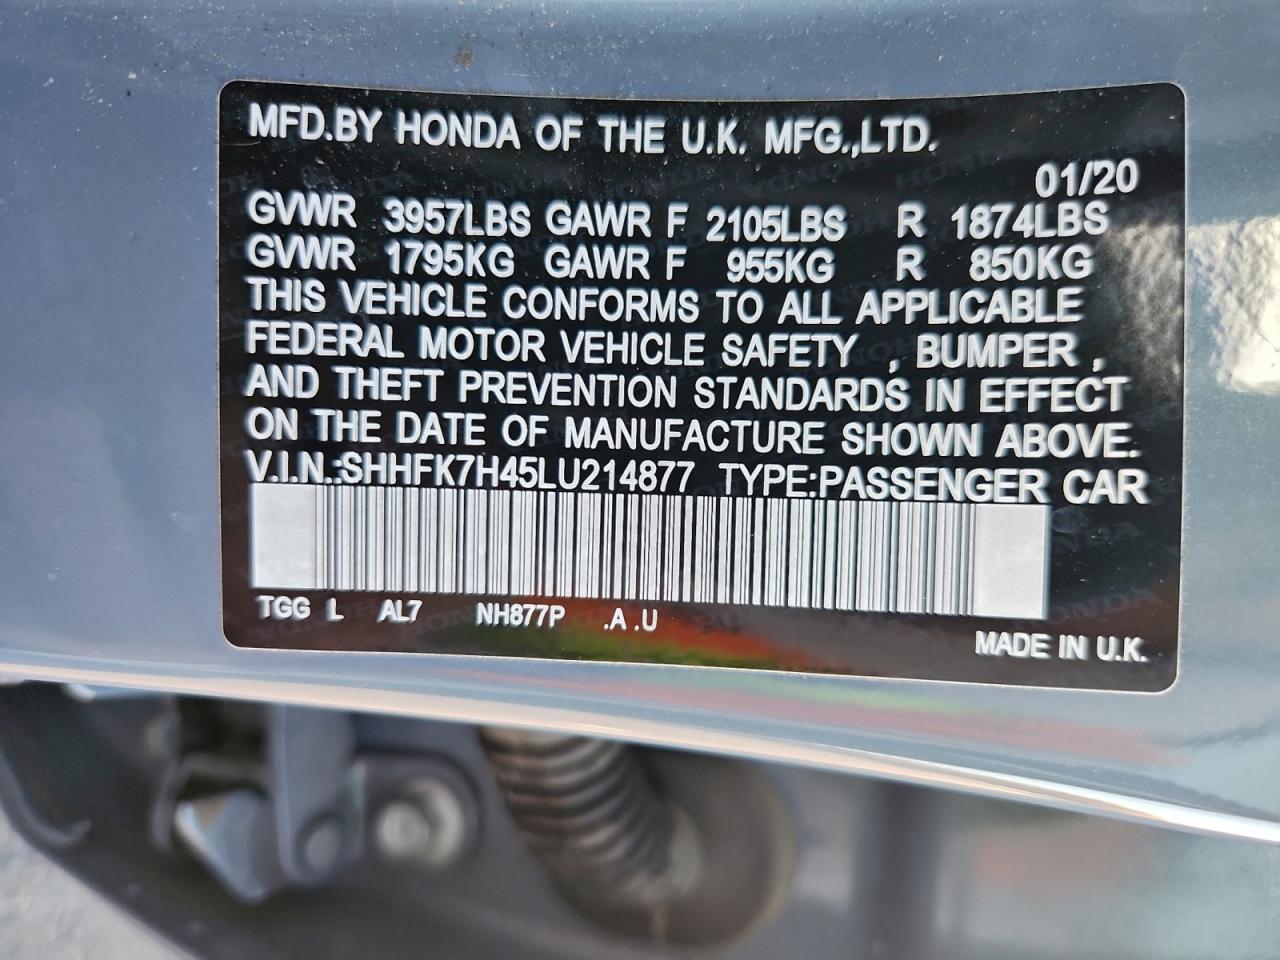 MFD.BY HONDA OF THE U.K. MFG.,LTD.
01/'20
GVWR 3957LBS GAWR F 2105LBS R 1874LBS
GVWR 1795KG GAWR F 955KG R 850KG
THIS VEHICLE CONFORMS TO ALL APPLICABLE
FEDERAL MOTOR VEHICLE SAFETY , BUMPER ,
AND THEFT PREVENTION STANDARDS IN EFFECT
ON THE DATE OF MANUFACTURE SHOWN ABOVE.
V.I.N.:SHHFK7H45LU214877 TYPE:PASSENGER CAR
TGG L AL7 NH877P .A .U
MADE IN U.K.